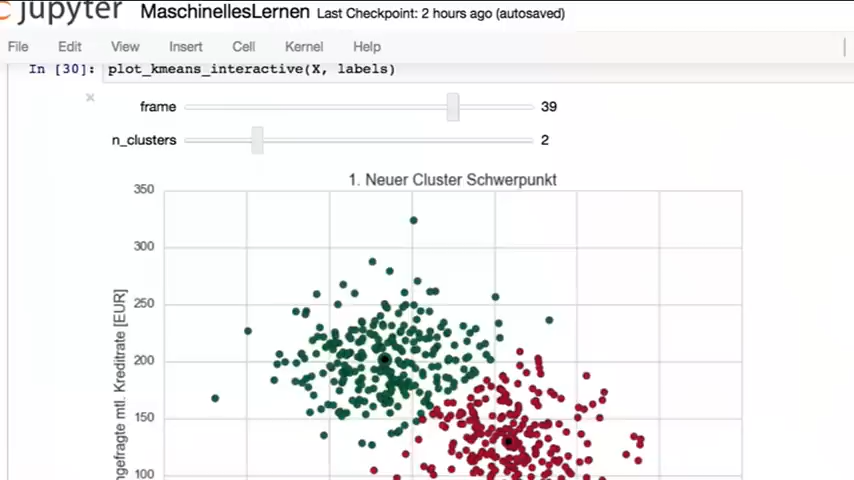 jupyter MaschinellesLernen Last Checkpoint: 2 hours ago (autosaved)
File Edit View Insert Cell Kernel Help
In [30]: plot_kmeans_interactive(X, labels)
×
frame 39
n_clusters 2
1. Neuer Cluster Schwerpunkt
350
300
250
200
150
100
ngefragte mtl. Kreditrate [EUR]